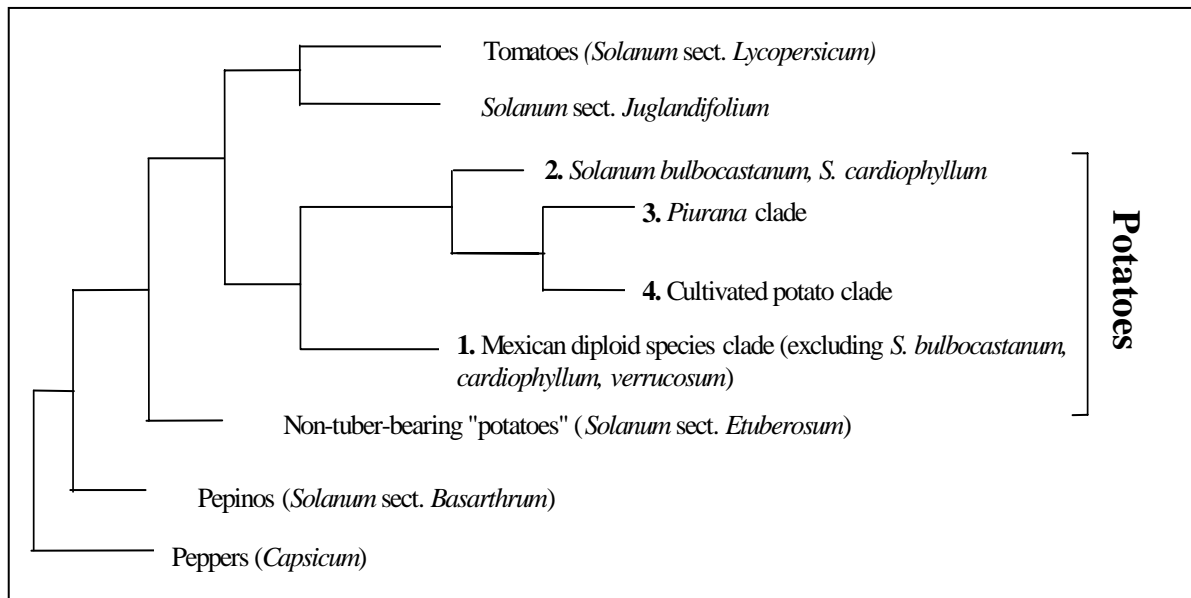 Tomatoes (Solanum sect. Lycopersicum)
Solanum sect. Juglandifolium
2. Solanum bulbocastanum, S. cardiophyllum
3. Piurana clade
4. Cultivated potato clade
1. Mexican diploid species clade (excluding S. bulbocastanum,
cardiophyllum, verrucosum)
Non-tuber-bearing "potatoes" (Solanum sect. Etuberosum)
Pepinos (Solanum sect. Basarthrum)
Peppers (Capsicum)
Potatoes